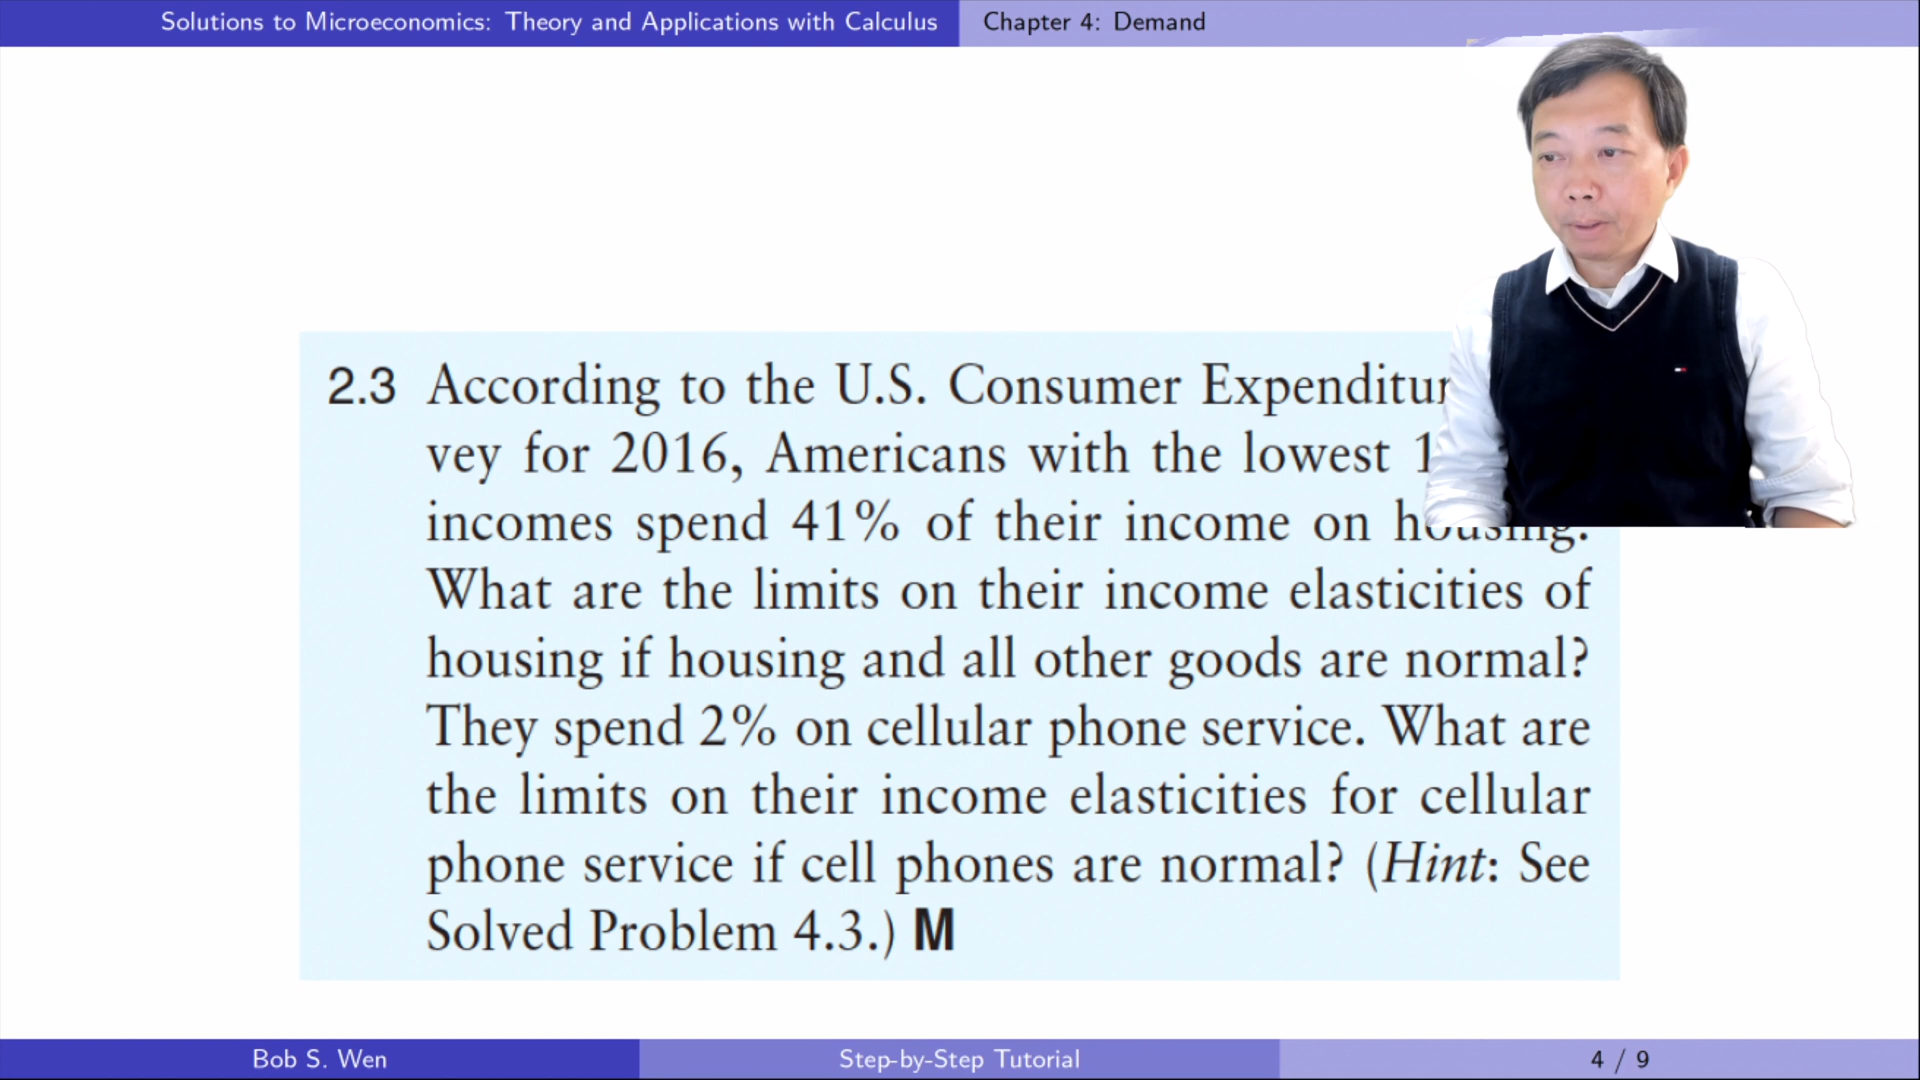 Solutions to Microeconomics: Theory and Applications with Calculus
Chapter 4: Demand
2.3 According to the U.S. Consumer
vey for 2016, Americans with the lowest
incomes spend 41% of their income on housing.
What are the limits on their income elasticities of
housing if housing and all other goods are normal?
They spend 2% on cellular phone service. What are
the limits on their income elasticities for cellular
phone service if cell phones are normal? (Hint: See
Solved Problem 4.3.) M
Bob S. Wen
Step-by-Step Tutorial
4 / 9